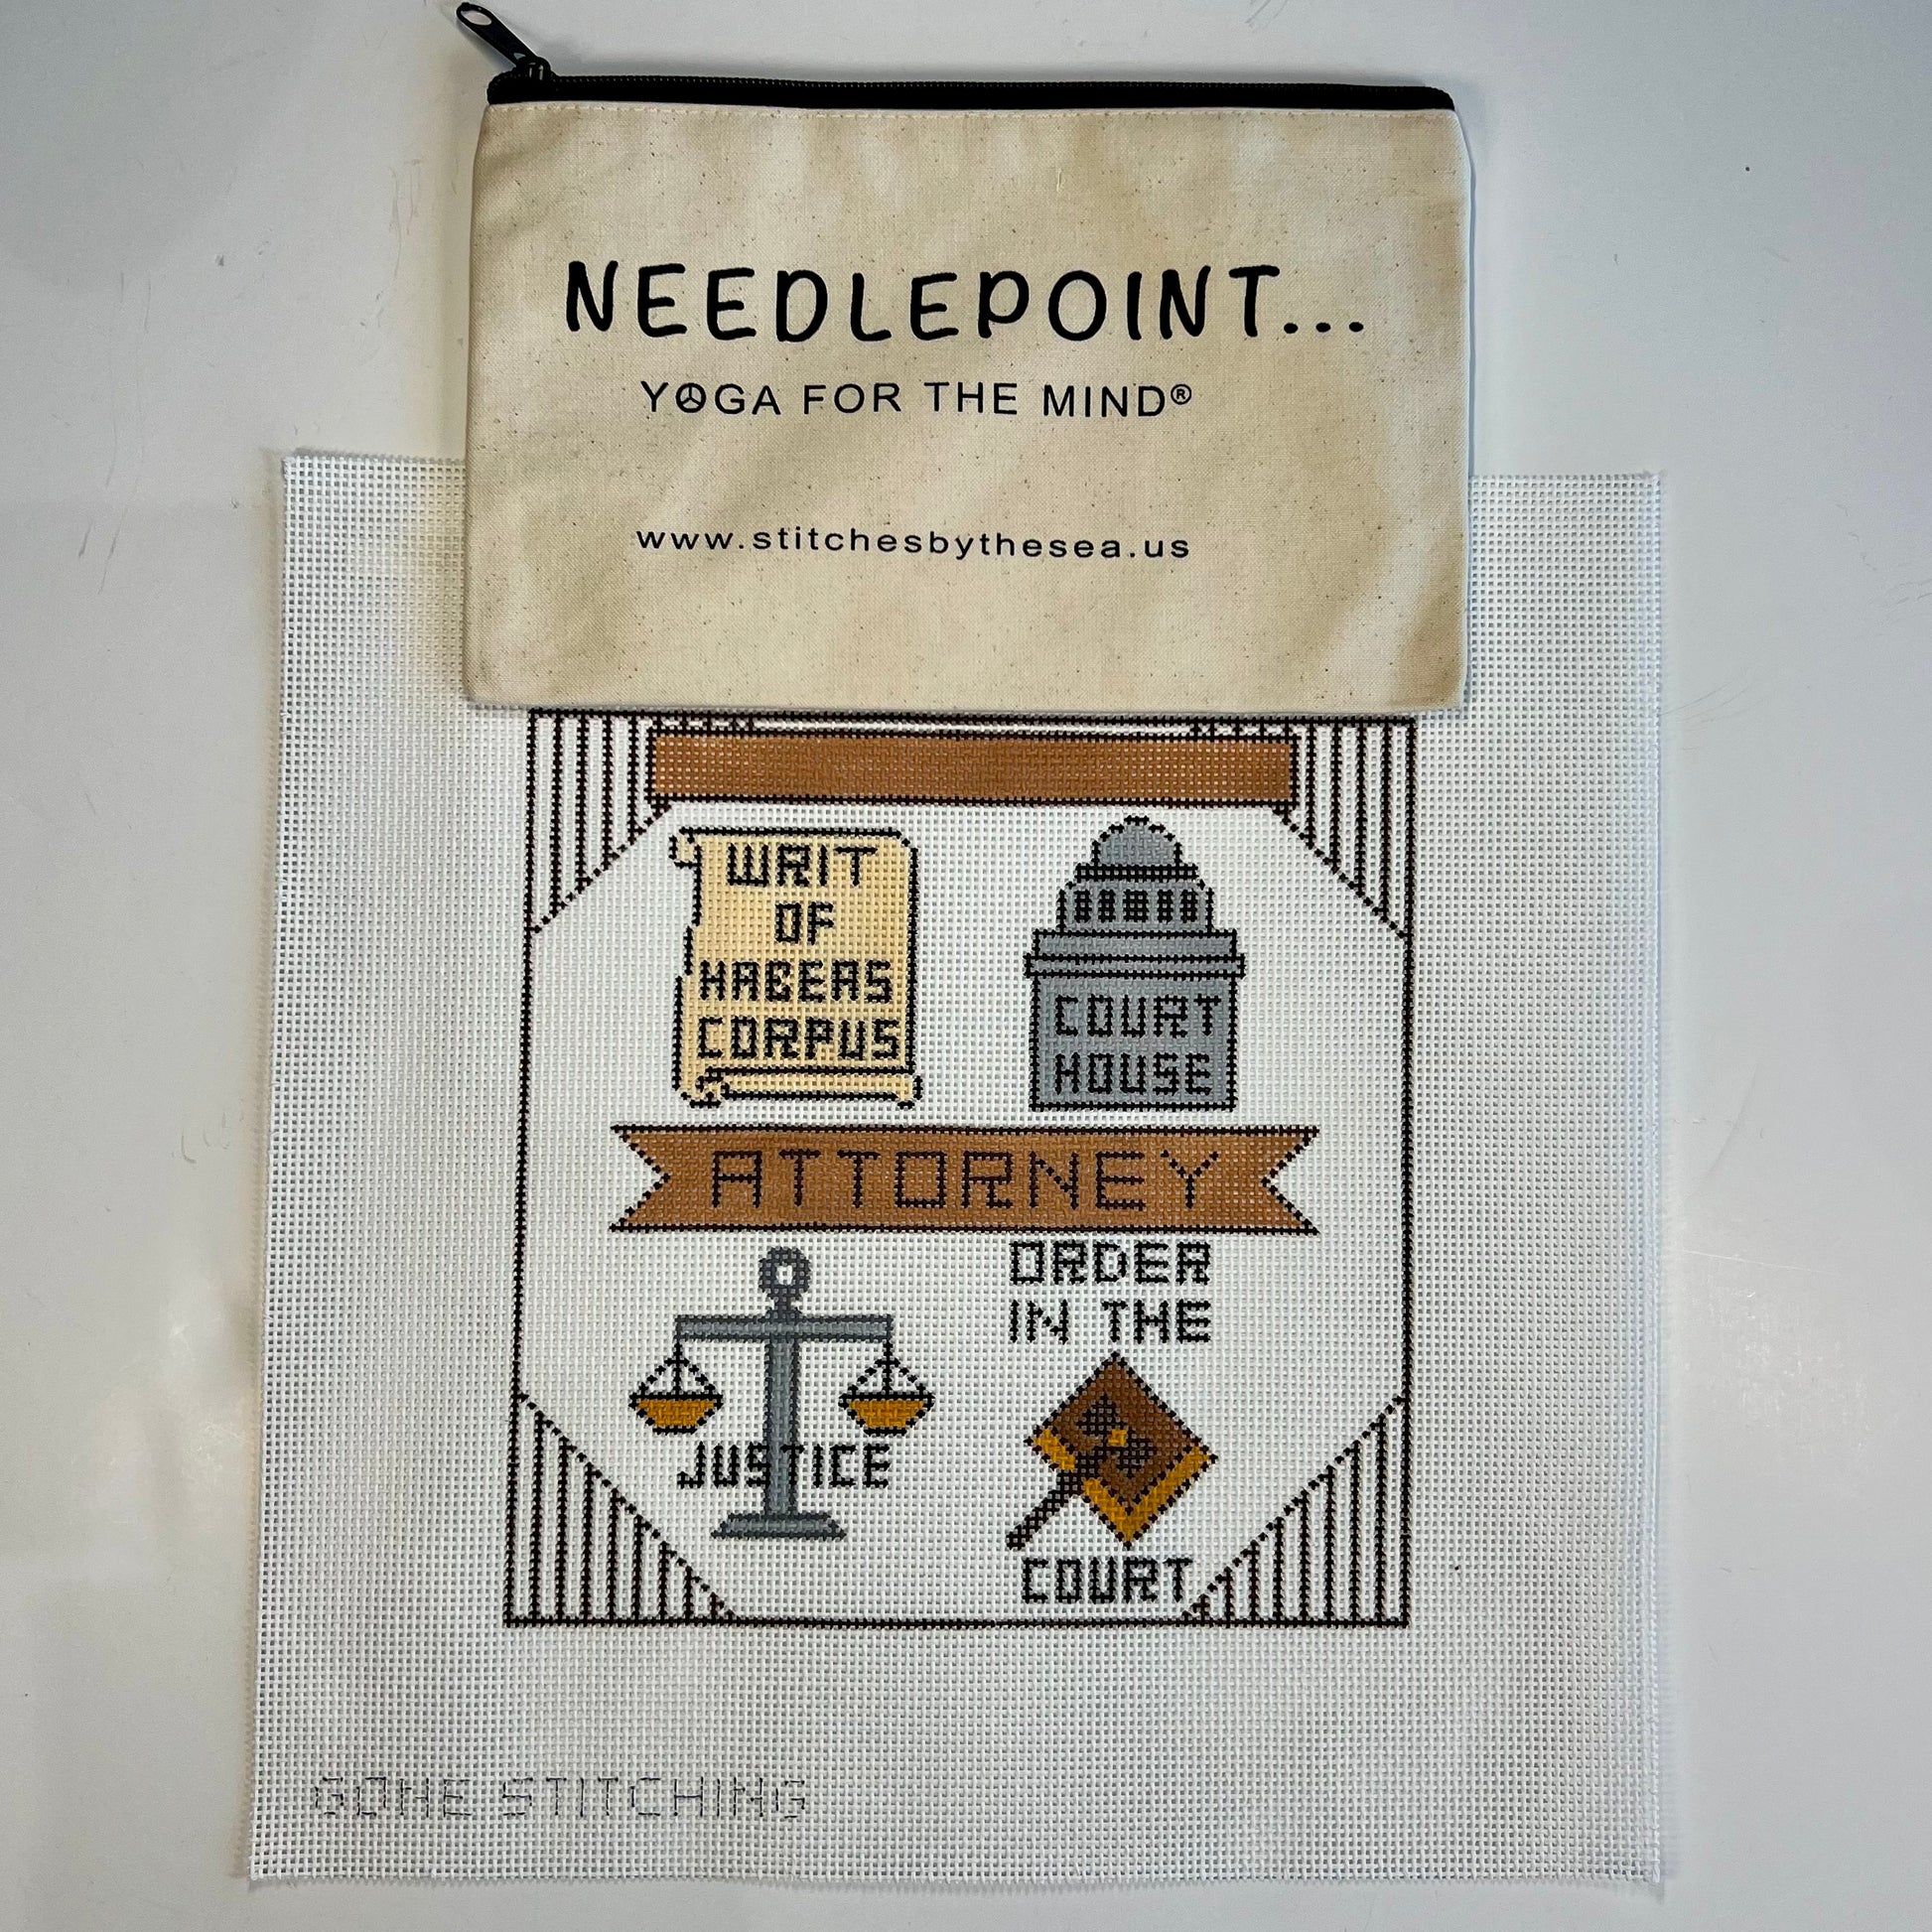 NEEDLEPOINT...
YOGA FOR THE MIND®
www.stitchesbythesea.us
WRIT
OF
HABEAS
CORPUS
COURT
HOUSE
ATTORNEY
JUSTICE
ORDER
IN THE
COURT
GONE STITCHING